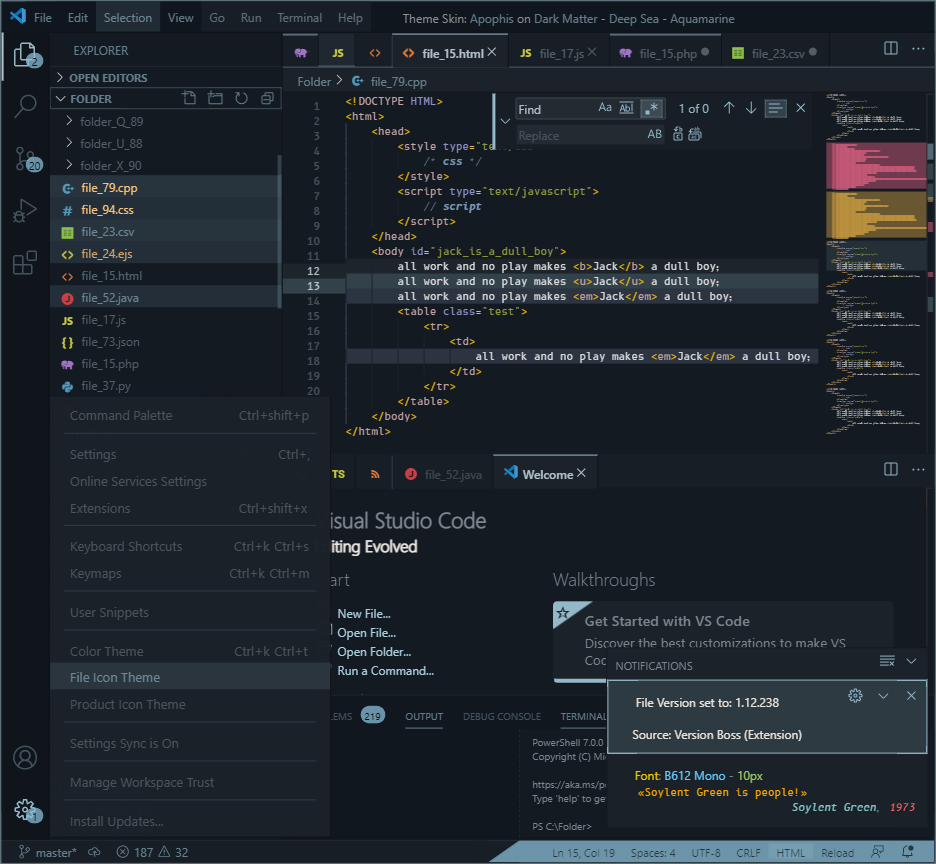 File Edit Selection View Go Run Terminal Help Theme Skin: Apophis on Dark Matter - Deep Sea - Aquamarine
EXPLORER
2
OPEN EDITORS
FOLDER
folder_Q_89
folder_U_88
folder_X_90
20
file_79.cpp
file_94.css
file_23.csv
file_24.ejs
file_15.html
file_52.java
JS file_17.js
{} file_73.json
php file_15.php
file_37.py
JS
file_15.html
JS file_17.js
php file_15.php
file_23.csv
Folder > file_79.cpp
Find Aa Abl .* 1 of 0
Replace AB
1 <!DOCTYPE HTML>
2 <html>
3 <head>
4 <style type="text/css
5 /* css */
6 </style>
7 <script type="text/javascript">
8 // script
9 </script>
10 </head>
11 <body id="jack_is_a_dull_boy">
12 all work and no play makes <b>Jack</b> a dull boy;
13 all work and no play makes <u>Jack</u> a dull boy;
14 all work and no play makes <em>Jack</em> a dull boy;
15 <table class="test">
16 <tr>
17 <td>
18 all work and no play makes <em>Jack</em> a dull boy;
19 </td>
20 </tr>
</table>
</body>
</html>
Command Palette Ctrl+shift+p
Settings Ctrl+,
Online Services Settings
Extensions Ctrl+shift+x
Keyboard Shortcuts Ctrl+k Ctrl+s
Keymaps Ctrl+k Ctrl+m
User Snippets
Color Theme Ctrl+k Ctrl+t
File Icon Theme
Product Icon Theme
Settings Sync is On
Manage Workspace Trust
Install Updates...
1
TS
file_52.java
Welcome
isual Studio Code
iting Evolved
art
New File...
Open File...
Open Folder...
Run a Command...
Walkthroughs
Get Started with VS Code
Discover the best customizations to make VS
Coc
NOTIFICATIONS
File Version set to: 1.12.238
Source: Version Boss (Extension)
Font: B612 Mono - 10px
«Soylent Green is people!»
Soylent Green, 1973
LEMS 219 OUTPUT DEBUG CONSOLE TERMINAL
PowerShell 7.0.0
Copyright (C) Mic
https://aka.ms/po
Type 'help' to get
PS C:\Folder>
master* 187 32 Ln 15, Col 19 Spaces: 4 UTF-8 CRLF HTML Reload